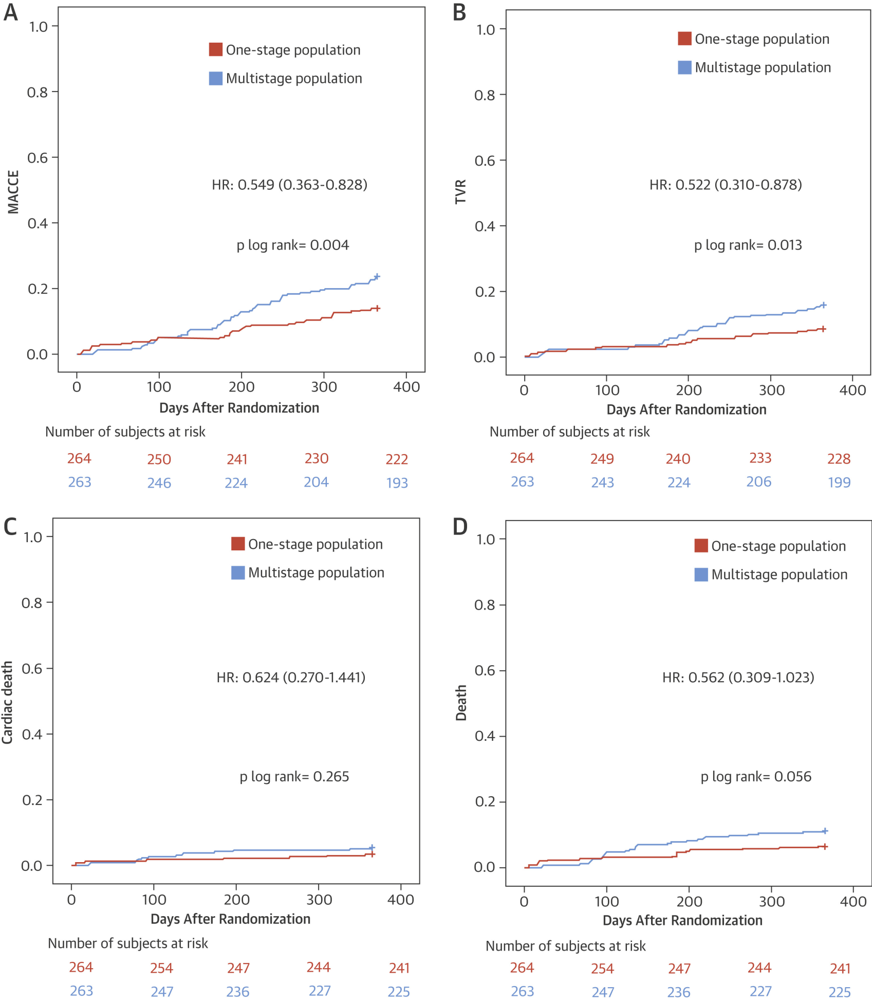 A
1.0
0.8
0.6
0.4
0.2
0.0
MACCE
One-stage population
Multistage population
HR: 0.549 (0.363-0.828)
p log rank= 0.004
0 100 200 300 400
Days After Randomization
Number of subjects at risk
264 250 241 230 222
263 246 224 204 193
B
1.0
0.8
0.6
0.4
0.2
0.0
TVR
One-stage population
Multistage population
HR: 0.522 (0.310-0.878)
p log rank= 0.013
0 100 200 300 400
Days After Randomization
Number of subjects at risk
264 249 240 233 228
263 243 224 206 199
C
1.0
0.8
0.6
0.4
0.2
0.0
Cardiac death
One-stage population
Multistage population
HR: 0.624 (0.270-1.441)
p log rank= 0.265
0 100 200 300 400
Days After Randomization
Number of subjects at risk
264 254 247 244 241
263 247 236 227 225
D
1.0
0.8
0.6
0.4
0.2
0.0
Death
One-stage population
Multistage population
HR: 0.562 (0.309-1.023)
p log rank= 0.056
0 100 200 300 400
Days After Randomization
Number of subjects at risk
264 254 247 244 241
263 247 236 227 225